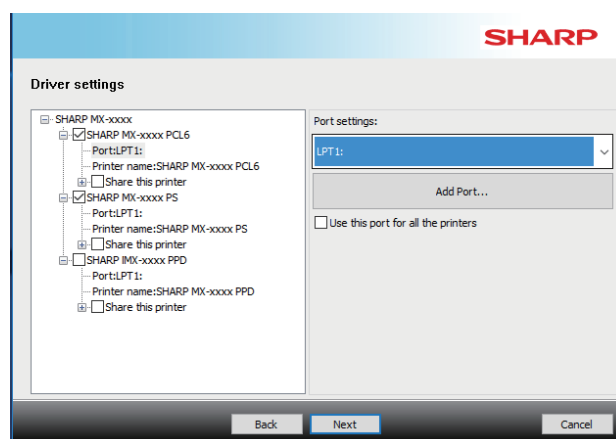 SHARP
Driver settings
SHARP MX-xxxx
SHARP MX-xxxx PCL6
Port:LPT1:
Printer name:SHARP MX-xxxx PCL6
Share this printer
SHARP MX-xxxx PS
Port:LPT1:
Printer name:SHARP MX-xxxx PS
Share this printer
SHARP IMX-xxxx PPD
Port:LPT1:
Printer name:SHARP MX-xxxx PPD
Share this printer
Port settings:
LPT1:
Add Port...
Use this port for all the printers
Back
Next
Cancel